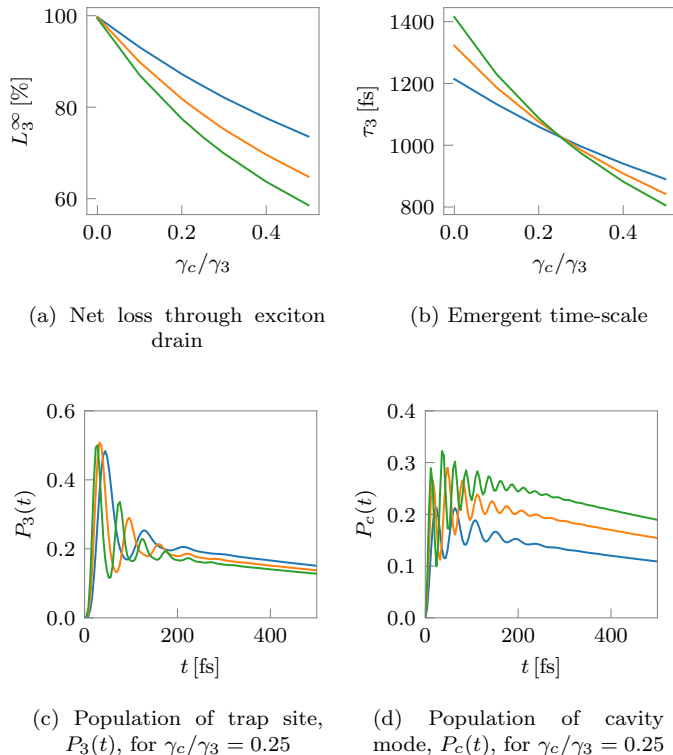 100
80
60
L₃^∞ [%]
0.0 0.2 0.4
γ_c/γ_3
(a) Net loss through exciton
drain
1400
1200
1000
800
τ_3 [fs]
0.0 0.2 0.4
γ_c/γ_3
(b) Emergent time-scale
0.6
0.4
0.2
0.0
P_3(t)
0 200 400
t [fs]
(c) Population of trap site,
P_3(t), for γ_c/γ_3 = 0.25
0.4
0.3
0.2
0.1
0.0
P_c(t)
0 200 400
t [fs]
(d) Population of cavity
mode, P_c(t), for γ_c/γ_3 = 0.25